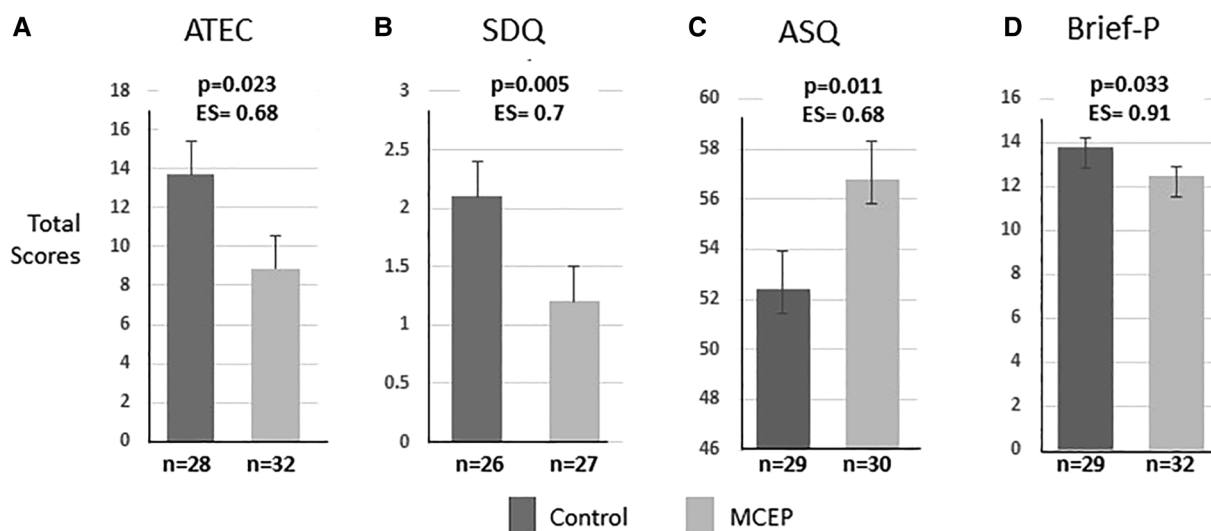 A
ATEC
p=0.023
ES= 0.68
Total
Scores
18
16
14
12
10
8
6
4
2
0
n=28 n=32
B
SDQ
p=0.005
ES= 0.7
3
2.5
2
1.5
1
0.5
0
n=26 n=27
C
ASQ
p=0.011
ES= 0.68
60
58
56
54
52
50
48
46
n=29 n=30
D
Brief-P
p=0.033
ES= 0.91
16
14
12
10
8
6
4
2
0
n=29 n=32
Control MCEP